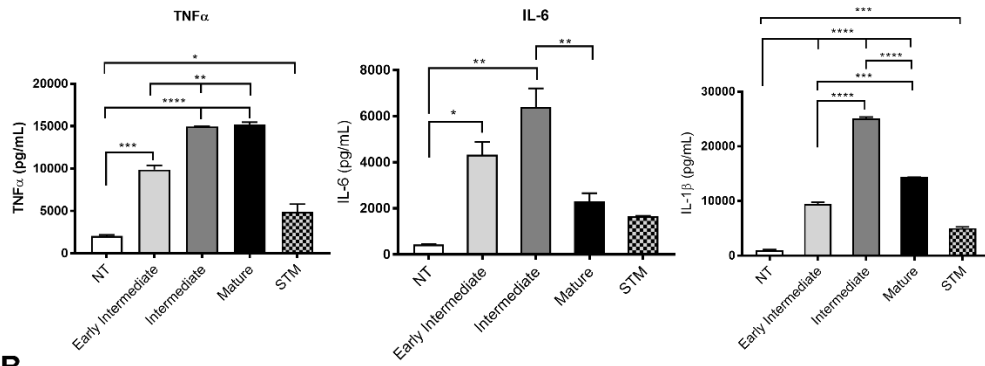 TNFα
*
**
****
***
20000
15000
10000
5000
0
TNFα (pg/mL)
NT
Early Intermediate
Intermediate
Mature
STM
IL-6
**
**
*
8000
6000
4000
2000
0
IL-6 (pg/mL)
NT
Early Intermediate
Intermediate
Mature
STM
***
****
****
***
****
30000
20000
10000
0
IL-1β (pg/mL)
NT
Early Intermediate
Intermediate
Mature
STM